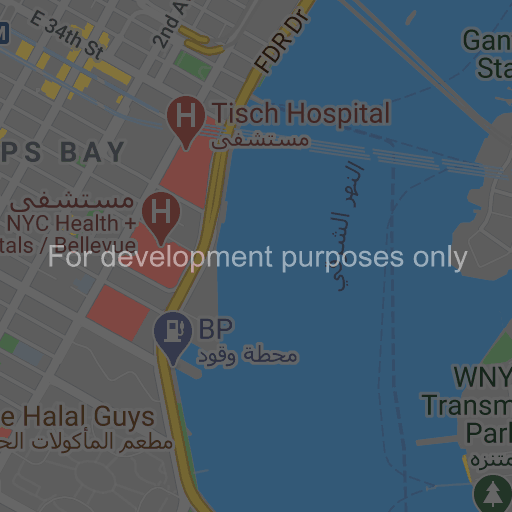 E 34th St
2nd A
FDR Dr
Gan
Sta
Tisch Hospital
مستشفى
PS BAY
مستشفى
NYC Health +
tals / Bellevue
النهر الشرقي
For development purposes only
BP
محطة وقود
WNY
Transm
Park
منتزه
e Halal Guys
مطعم المأكولات الح